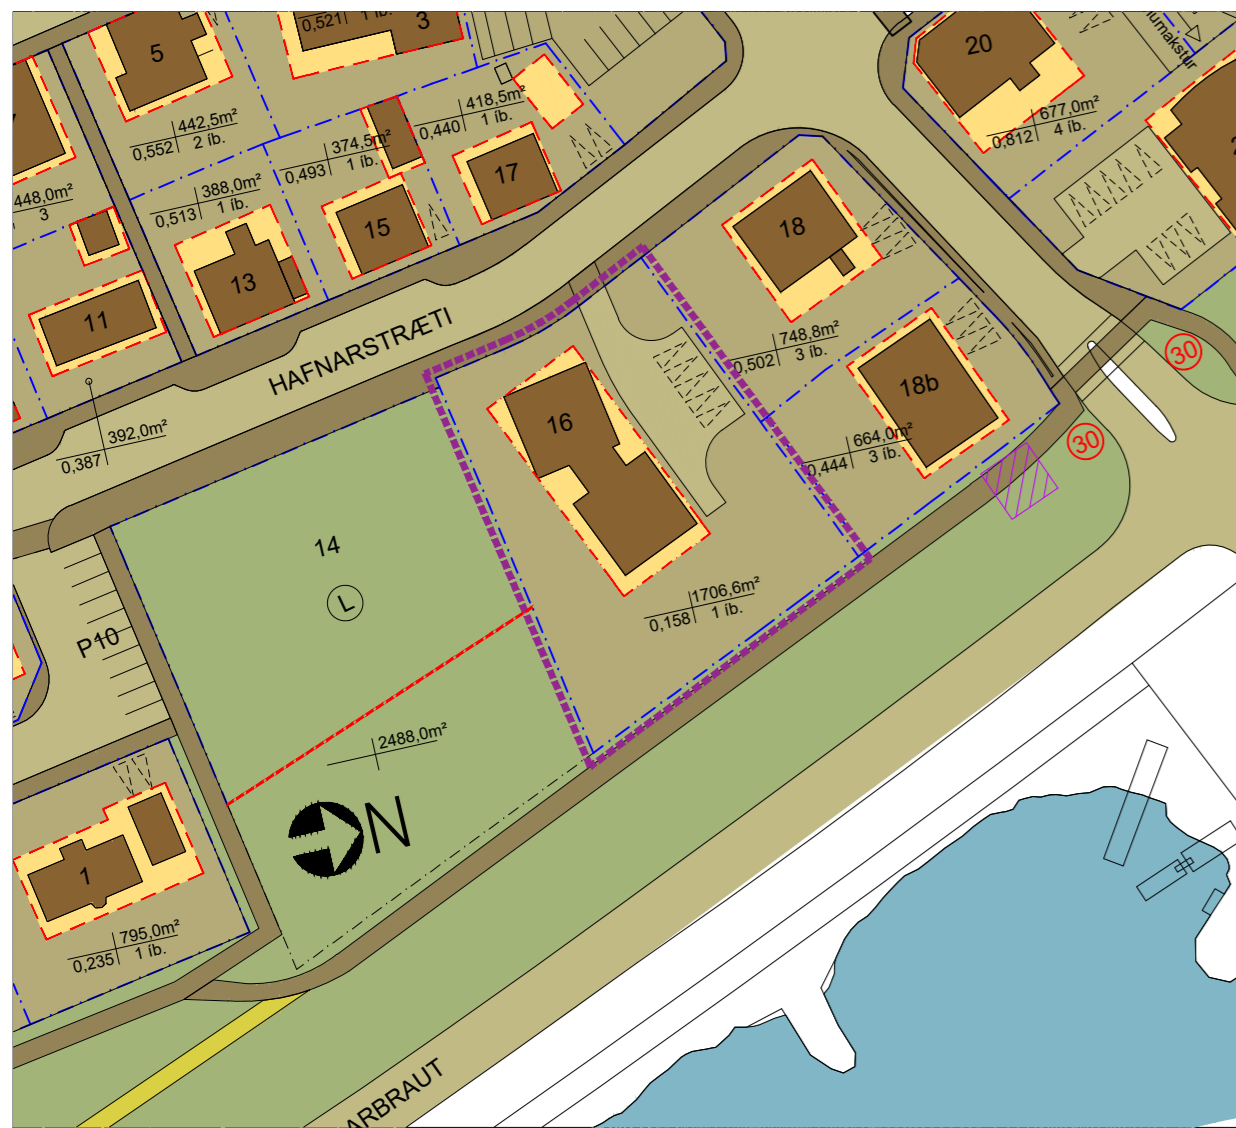 5
0,521
1 íb.
3
20
677,0m²
0,812
4 íb.
442,5m²
0,552
2 íb.
418,5m²
0,440
1 íb.
374,5m²
0,493
1 íb.
448,0m²
3
388,0m²
0,513
1 íb.
17
15
18
13
11
HAFNARSTRÆTI
748,8m²
0,502
3 íb.
30
18b
16
392,0m²
0,387
664,0m²
0,444
3 íb.
30
14
L
1706,6m²
0,158
1 íb.
P10
2488,0m²
N
1
795,0m²
0,235
1 íb.
ARBRAUT